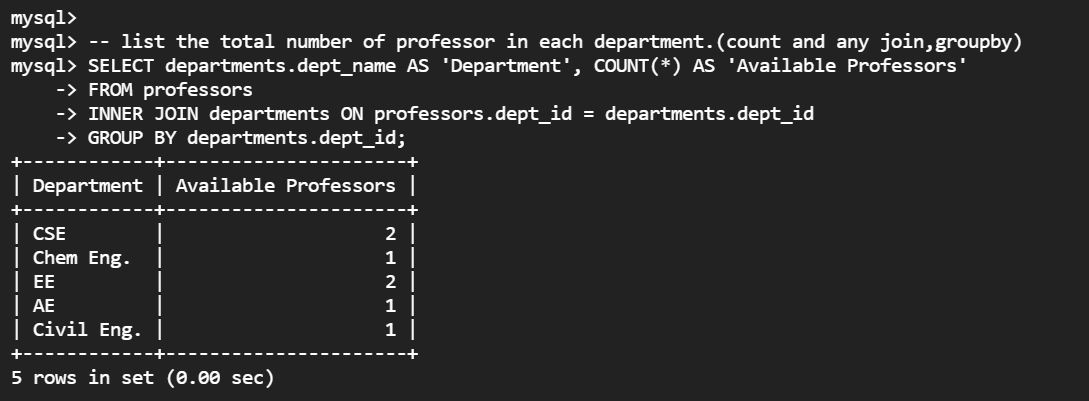 mysql>
mysql> -- list the total number of professor in each department.(count and any join,groupby)
mysql> SELECT departments.dept_name AS 'Department', COUNT(*) AS 'Available Professors'
    -> FROM professors
    -> INNER JOIN departments ON professors.dept_id = departments.dept_id
    -> GROUP BY departments.dept_id;
+------------+----------------------+
| Department | Available Professors |
+------------+----------------------+
| CSE        |                    2 |
| Chem Eng.  |                    1 |
| EE         |                    2 |
| AE         |                    1 |
| Civil Eng. |                    1 |
+------------+----------------------+
5 rows in set (0.00 sec)